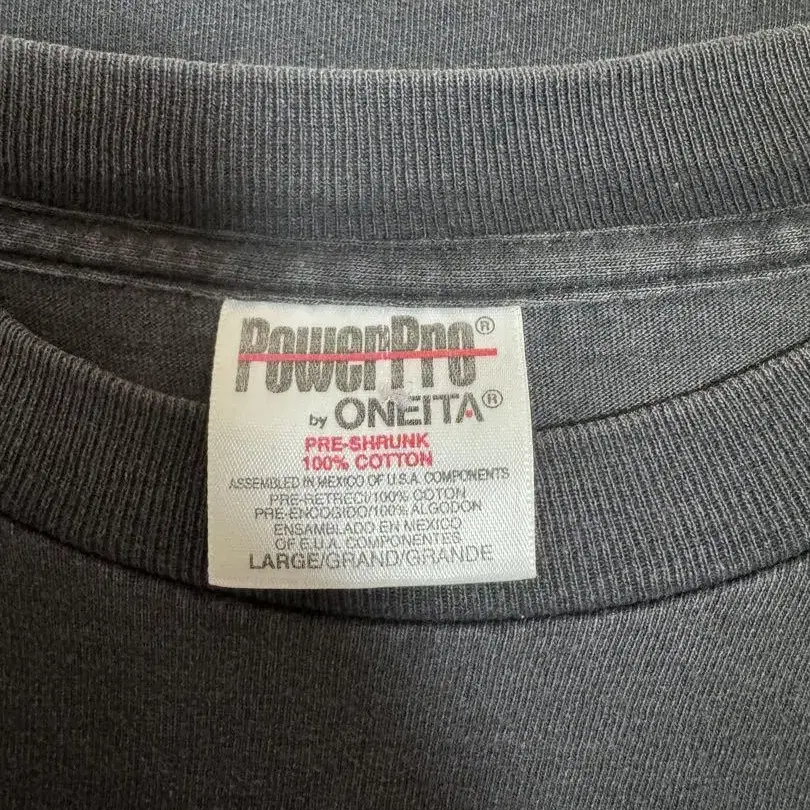 PowerPro®
by ONEITA®
PRE-SHRUNK
100% COTTON
ASSEMBLED IN MEXICO OF U.S.A. COMPONENTS
PRE-RETRECI/100% COTON
PRE-ENCOGIDO/100% ALGODON
ENSAMBLADO EN MEXICO
OF E.U.A. COMPONENTES
LARGE/GRAND/GRANDE